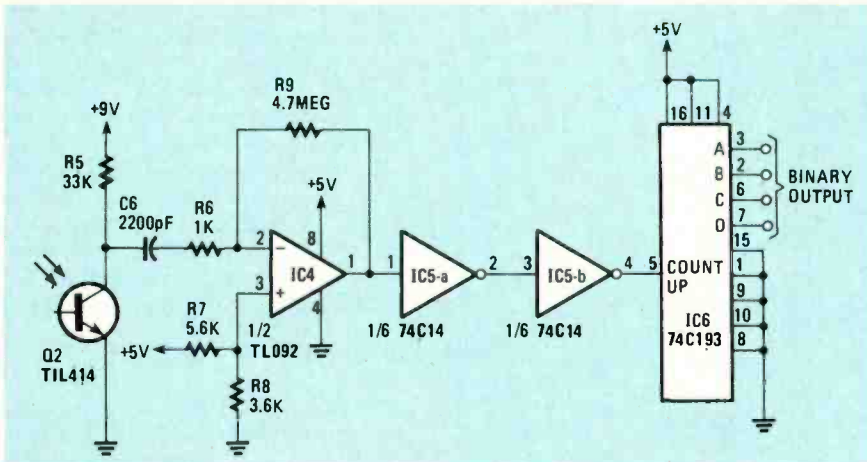 +9V
R5
33K
C6
2200pF
R6
1K
R9
4.7MEG
+5V
2
8
1
3
4
−
+
IC4
R7
5.6K
+5V
1/2
TL092
R8
3.6K
Q2
TIL414
1
IC5-a
2
1/6 74C14
3
IC5-b
4
1/6 74C14
5
+5V
16 11 4
A 3
B 2
C 6
D 7
BINARY
OUTPUT
15
COUNT
UP
1
9
IC6
10
74C193
8